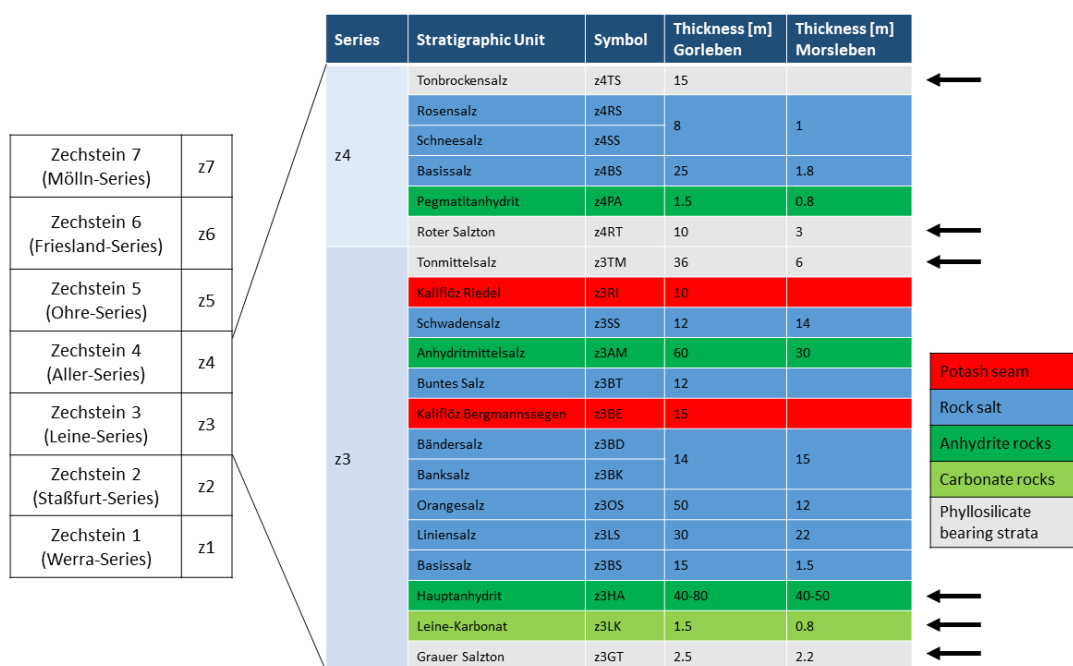 Zechstein 7
(Mölln-Series)
z7
Zechstein 6
(Friesland-Series)
z6
Zechstein 5
(Ohre-Series)
z5
Zechstein 4
(Aller-Series)
z4
Zechstein 3
(Leine-Series)
z3
Zechstein 2
(Staßfurt-Series)
z2
Zechstein 1
(Werra-Series)
z1
Series Stratigraphic Unit Symbol Thickness [m] Gorleben Thickness [m] Morsleben
z4
Tonbrockensalz z4TS 15
Rosensalz z4RS 8 1
Schneesalz z4SS
Basissalz z4BS 25 1.8
Pegmatitanhydrit z4PA 1.5 0.8
Roter Salzton z4RT 10 3
z3
Tonmittelsalz z3TM 36 6
Kaliflöz Riedel z3RI 10
Schwadensalz z3SS 12 14
Anhydritmittelsalz z3AM 60 30
Buntes Salz z3BT 12
Kaliflöz Bergmannssegen z3BE 15
Bändersalz z3BD 14 15
Banksalz z3BK
Orangesalz z3OS 50 12
Liniensalz z3LS 30 22
Basissalz z3BS 15 1.5
Hauptanhydrit z3HA 40-80 40-50
Leine-Karbonat z3LK 1.5 0.8
Grauer Salzton z3GT 2.5 2.2
Potash seam
Rock salt
Anhydrite rocks
Carbonate rocks
Phyllosilicate
bearing strata